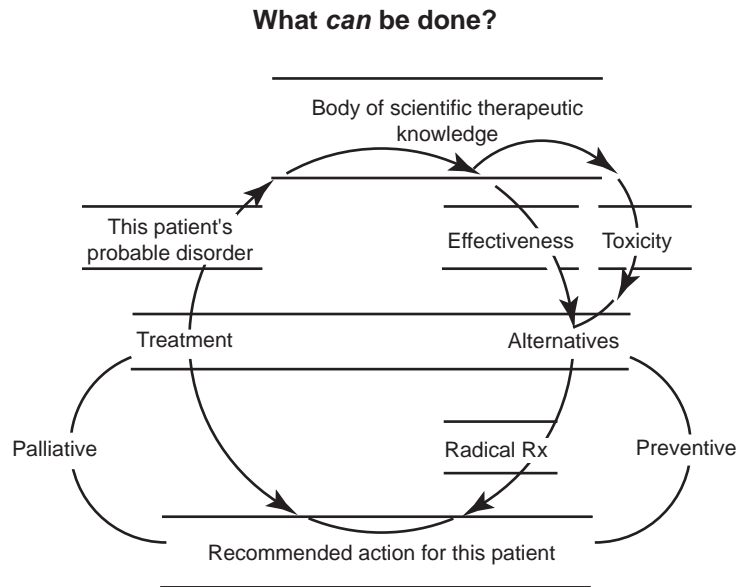 What can be done?
Body of scientific therapeutic
knowledge
This patient's
probable disorder
Effectiveness
Toxicity
Treatment
Alternatives
Palliative
Radical Rx
Preventive
Recommended action for this patient